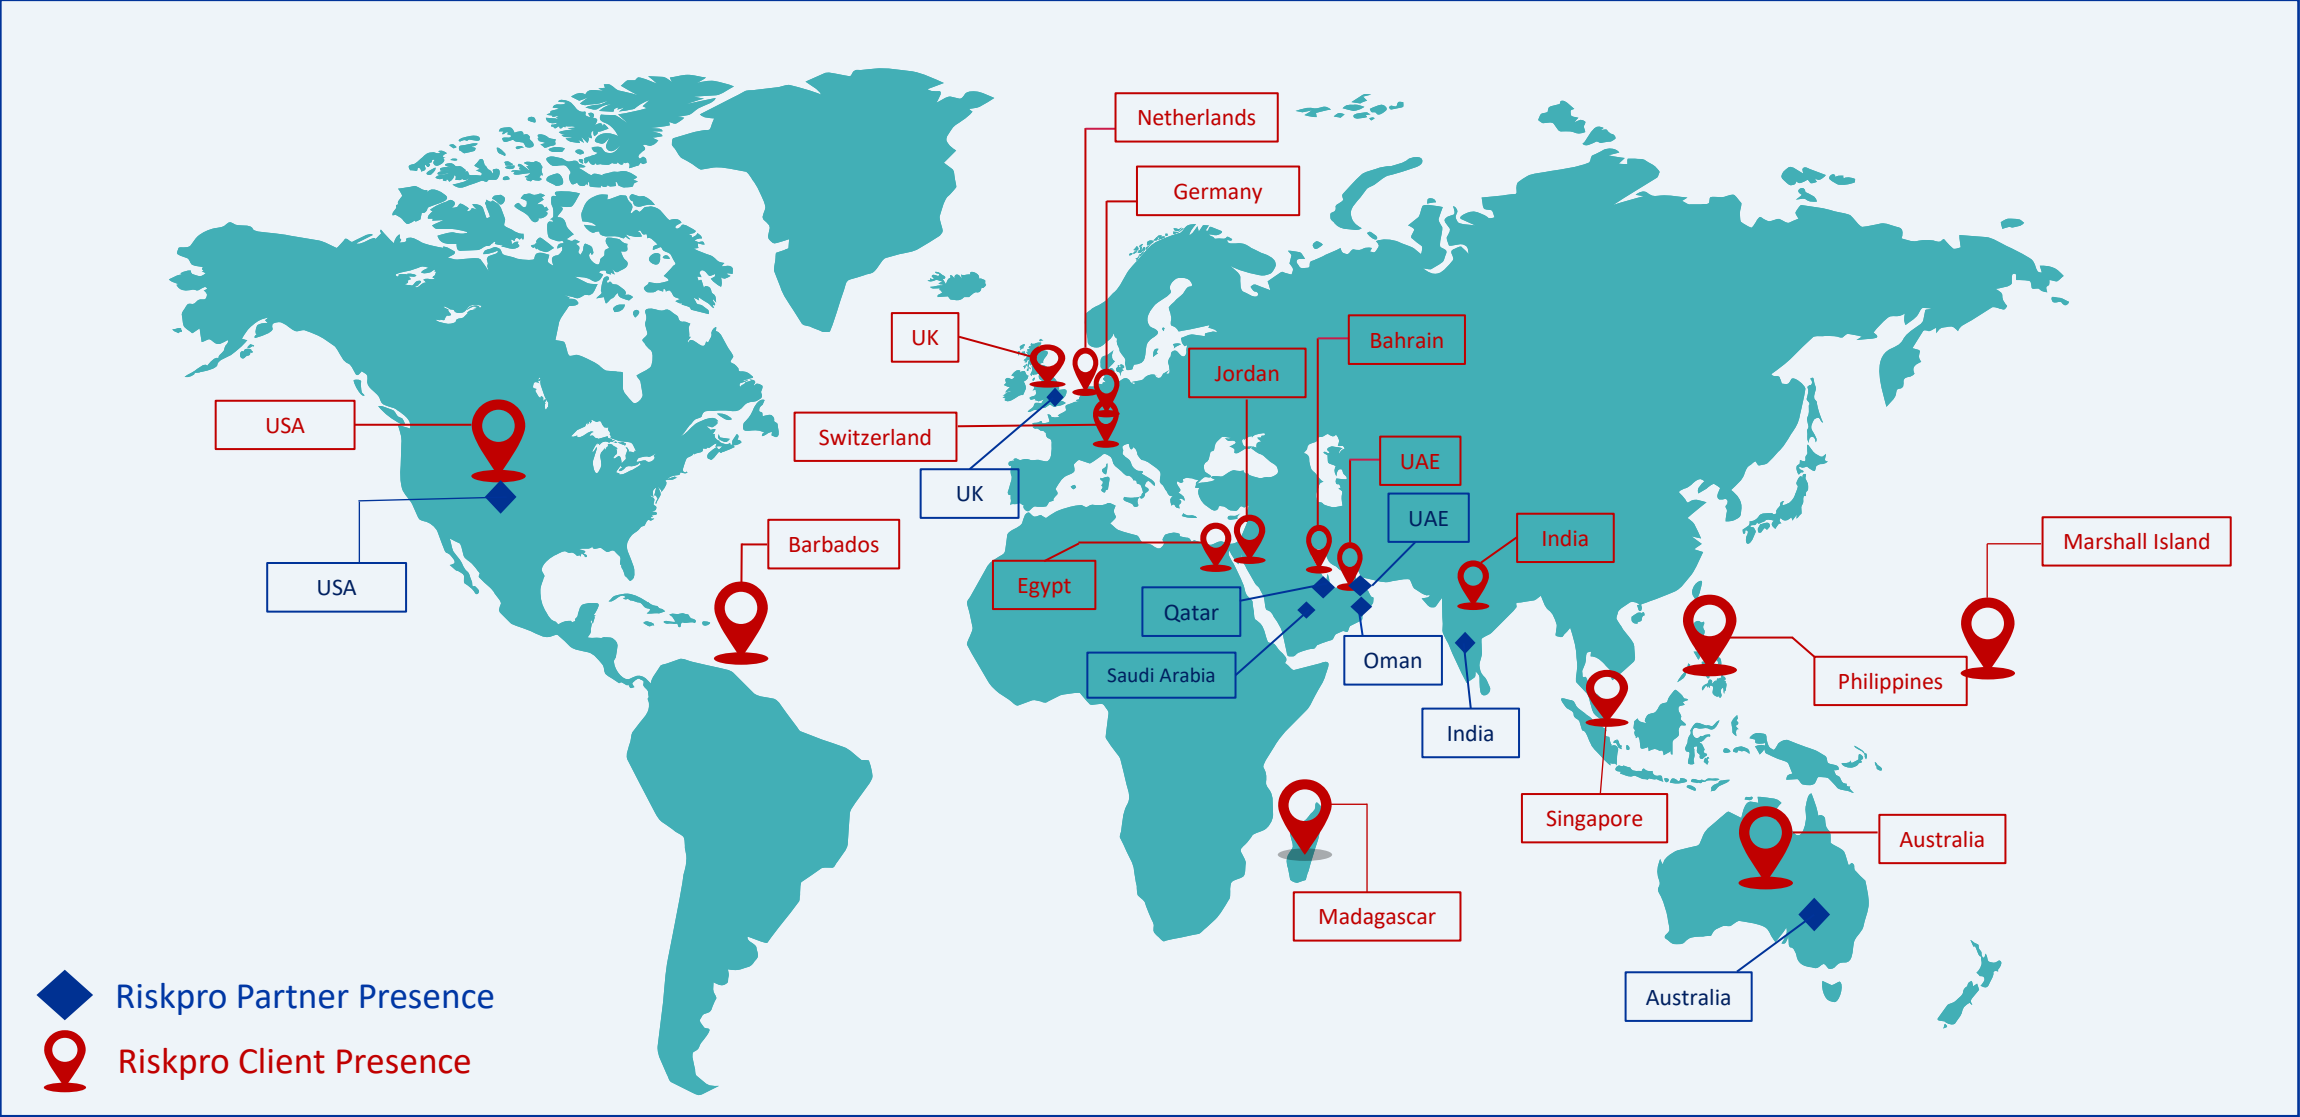 Netherlands
Germany
UK
Bahrain
Jordan
USA
Switzerland
UAE
UK
UAE
Barbados
India
Marshall Island
USA
Egypt
Qatar
Oman
Saudi Arabia
Philippines
India
Singapore
Australia
Madagascar
Riskpro Partner Presence
Australia
Riskpro Client Presence